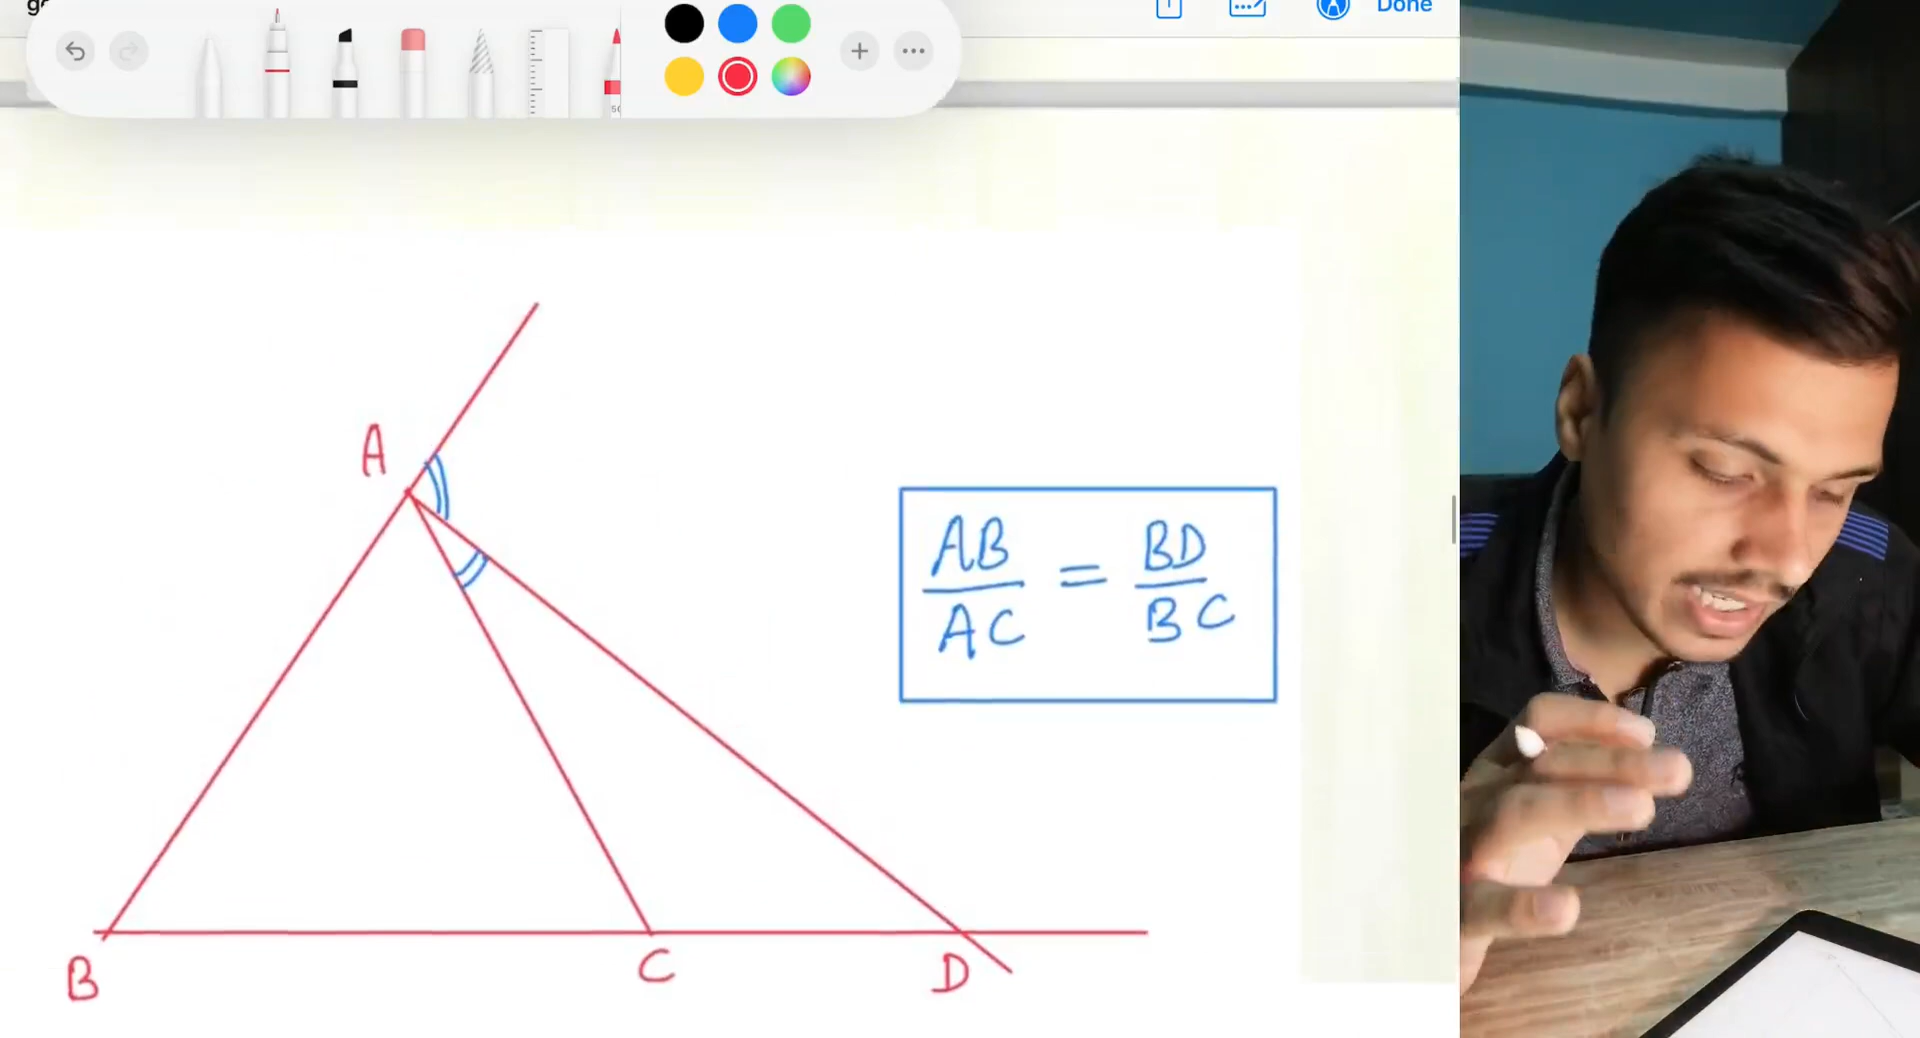 Done
A
AB/AC = BD/BC
B C D